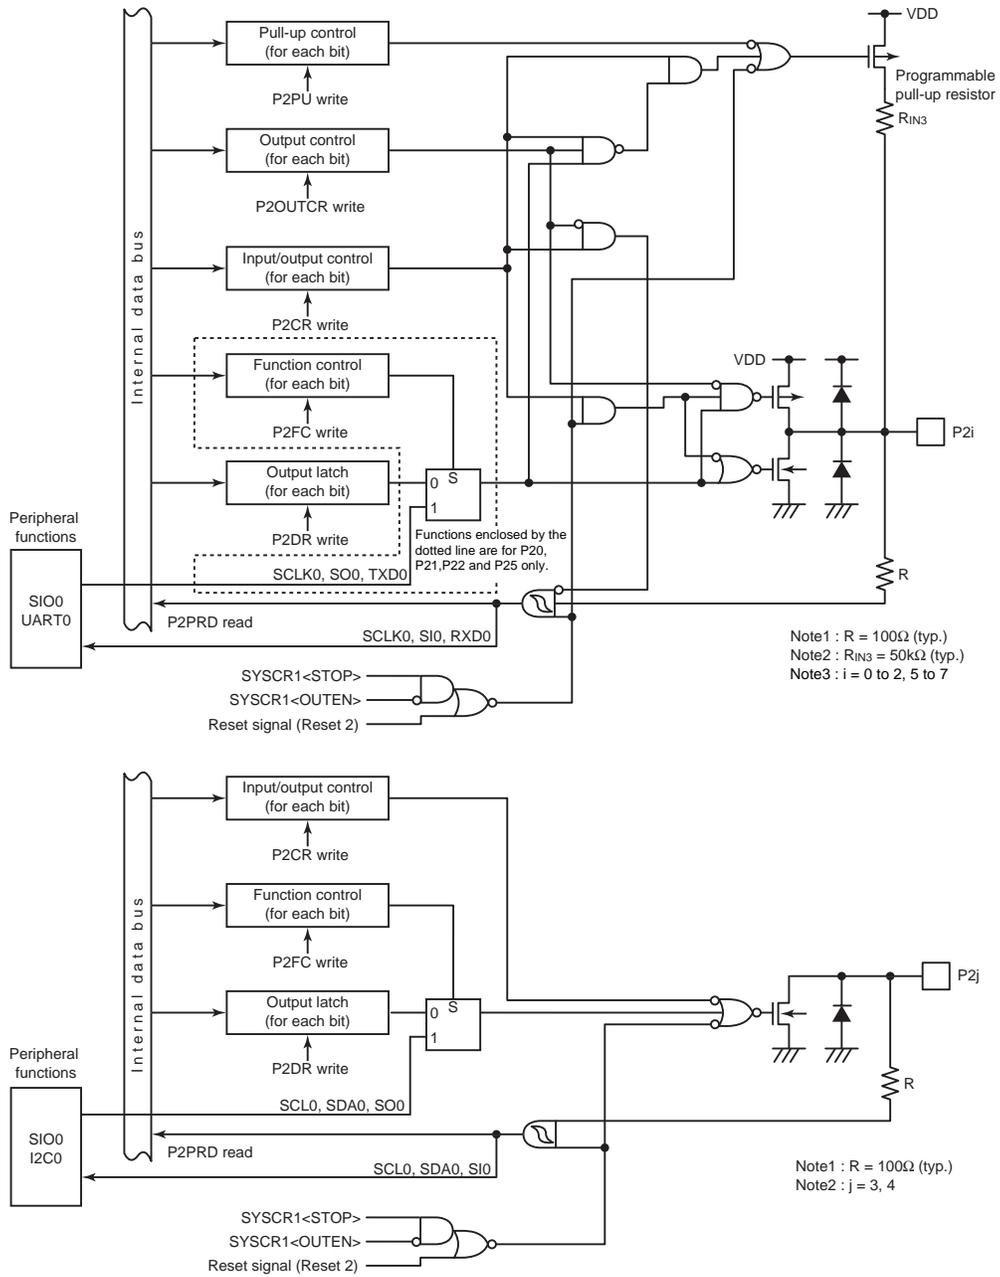 VDD
Pull-up control
(for each bit)
P2PU write
Programmable
pull-up resistor
RIN3
Output control
(for each bit)
P2OUTCR write
Internal data bus
Input/output control
(for each bit)
P2CR write
Function control
(for each bit)
P2FC write
VDD
P2i
Output latch
(for each bit)
P2DR write
0
S
1
Peripheral
functions
Functions enclosed by the
dotted line are for P20,
P21,P22 and P25 only.
SCLK0, SO0, TXD0
R
SIO0
UART0
P2PRD read
SCLK0, SI0, RXD0
Note1 : R = 100Ω (typ.)
Note2 : RIN3 = 50kΩ (typ.)
Note3 : i = 0 to 2, 5 to 7
SYSCR1<STOP>
SYSCR1<OUTEN>
Reset signal (Reset 2)
Input/output control
(for each bit)
P2CR write
Internal data bus
Function control
(for each bit)
P2FC write
P2j
Output latch
(for each bit)
P2DR write
0
S
1
Peripheral
functions
R
SCL0, SDA0, SO0
SIO0
I2C0
P2PRD read
SCL0, SDA0, SI0
Note1 : R = 100Ω (typ.)
Note2 : j = 3, 4
SYSCR1<STOP>
SYSCR1<OUTEN>
Reset signal (Reset 2)